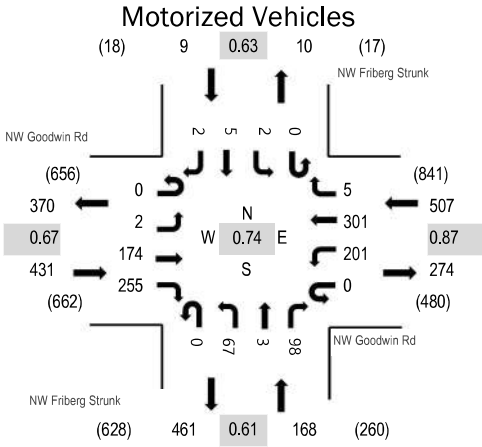 Motorized Vehicles
(18) 9 0.63 10 (17)
NW Friberg Strunk
NW Goodwin Rd
2 5 2 0
(656) (841)
370 0 5 507
2 N 301
0.67 W 0.74 E 0.87
431 174 S 201 274
255 0
(662) (480)
0 67 3 98
NW Goodwin Rd
NW Friberg Strunk
(628) 461 0.61 168 (260)